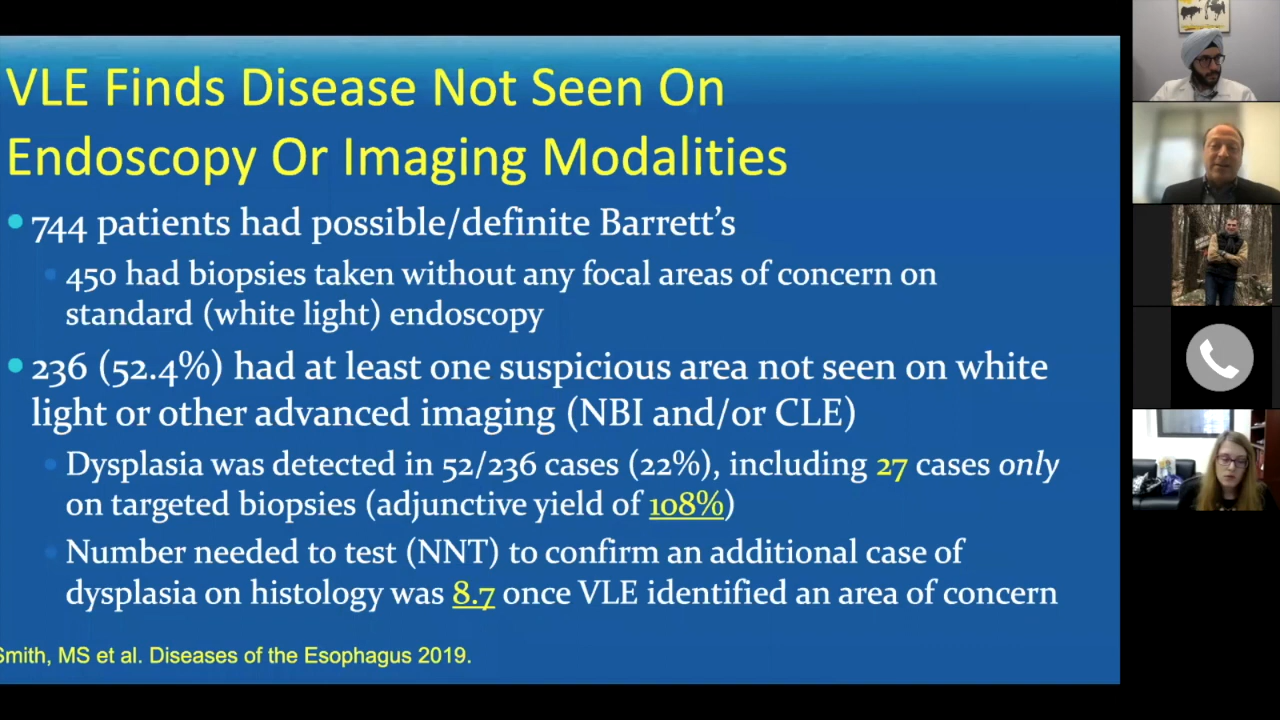 VLE Finds Disease Not Seen On
Endoscopy Or Imaging Modalities
• 744 patients had possible/definite Barrett’s
• 450 had biopsies taken without any focal areas of concern on
standard (white light) endoscopy
• 236 (52.4%) had at least one suspicious area not seen on white
light or other advanced imaging (NBI and/or CLE)
• Dysplasia was detected in 52/236 cases (22%), including 27 cases only
on targeted biopsies (adjunctive yield of 108%)
• Number needed to test (NNT) to confirm an additional case of
dysplasia on histology was 8.7 once VLE identified an area of concern
Smith, MS et al. Diseases of the Esophagus 2019.